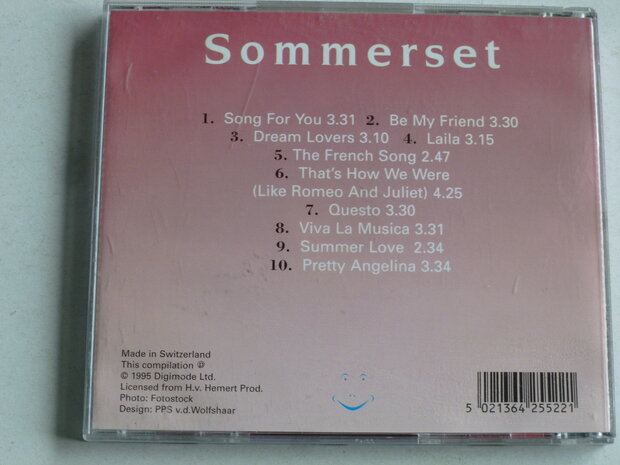 Sommerset
1. Song For You 3.31 2. Be My Friend 3.30
3. Dream Lovers 3.10 4. Laila 3.15
5. The French Song 2.47
6. That's How We Were
(Like Romeo And Juliet) 4.25
7. Questo 3.30
8. Viva La Musica 3.31
9. Summer Love 2.34
10. Pretty Angelina 3.34
Made in Switzerland
This compilation ℗
© 1995 Digimode Ltd.
Licensed from H.v. Hemert Prod.
Photo: Fotostock
Design: PPS v.d.Wolfshaar
5 021364 255221